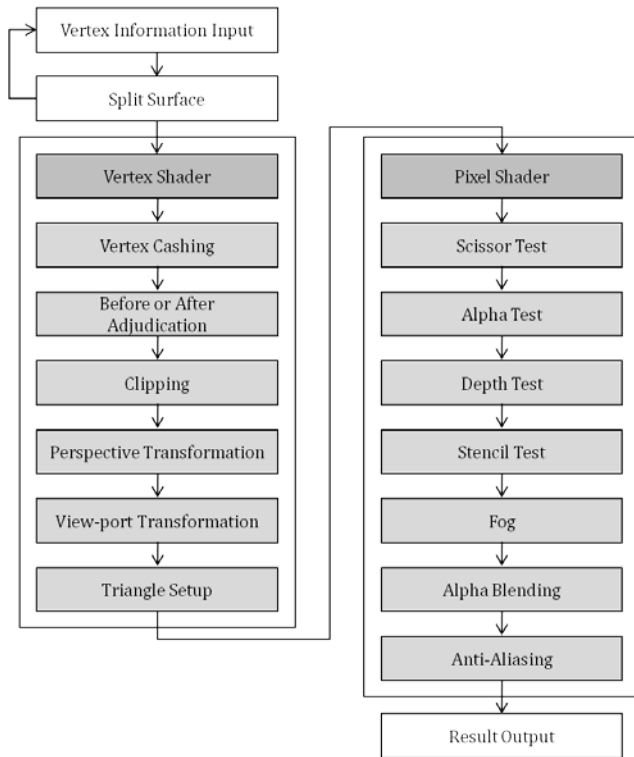 Vertex Information Input
Split Surface
Vertex Shader
Vertex Cashing
Before or After
Adjudication
Clipping
Perspective Transformation
View-port Transformation
Triangle Setup
Pixel Shader
Scissor Test
Alpha Test
Depth Test
Stencil Test
Fog
Alpha Blending
Anti-Aliasing
Result Output